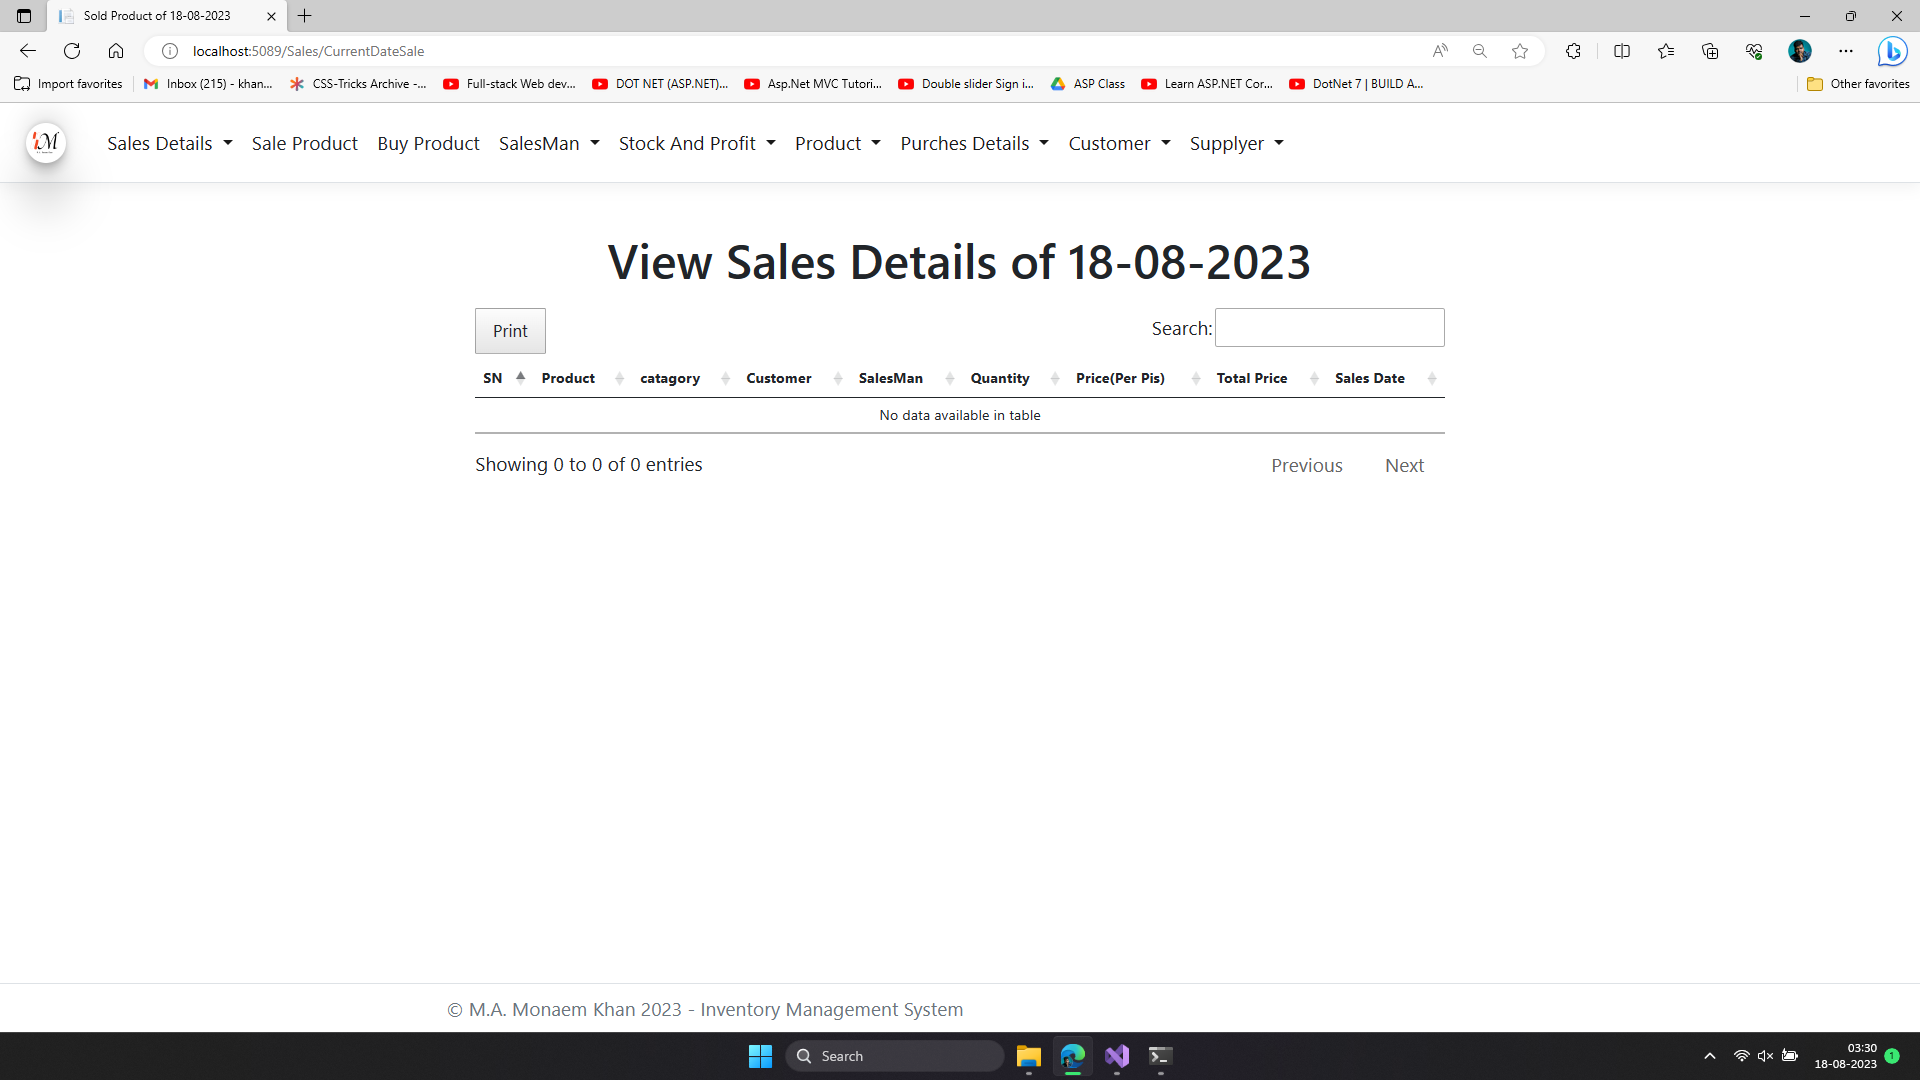 Sold Product of 18-08-2023
localhost:5089/Sales/CurrentDateSale
Import favorites Inbox (215) - khan... CSS-Tricks Archive -... Full-stack Web dev... DOT NET (ASP.NET)... Asp.Net MVC Tutori... Double slider Sign i... ASP Class Learn ASP.NET Cor... DotNet 7 | BUILD A... Other favorites
Sales Details Sale Product Buy Product SalesMan Stock And Profit Product Purches Details Customer Supplyer
View Sales Details of 18-08-2023
Print Search:
SN Product catagory Customer SalesMan Quantity Price(Per Pis) Total Price Sales Date
No data available in table
Showing 0 to 0 of 0 entries Previous Next
© M.A. Monaem Khan 2023 - Inventory Management System
Search
03:30
18-08-2023 1